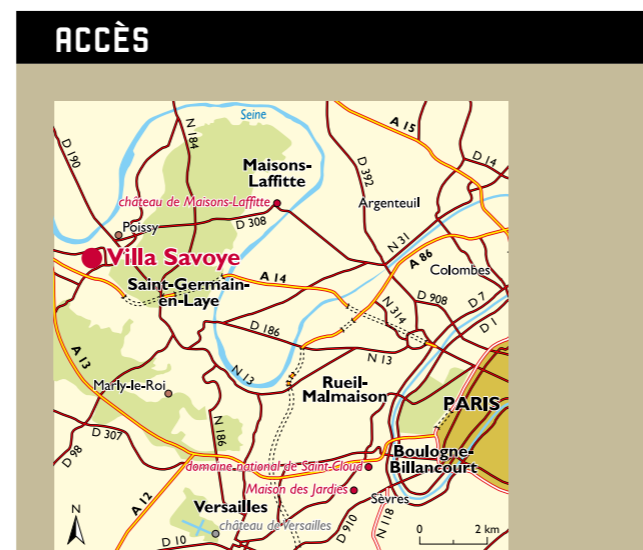 ACCÈS
Seine
A 15
N 184
D 190
D 14
Maisons-
Laffitte
D 392
château de Maisons-Laffitte
Argenteuil
Poissy
D 308
N 31
Villa Savoye
A 86
Colombes
A 14
Saint-Germain-
en-Laye
D 908
D 7
N 314
D 1
D 186
A 13
N 13
N 13
Marly-le-Roi
Rueil-
Malmaison
PARIS
N 186
D 307
D 98
Boulogne-
Billancourt
domaine national de Saint-Cloud
Maison des Jardies
A 12
Sèvres
Versailles
N
château de Versailles
D 910
N 118
0 2 km
D 10